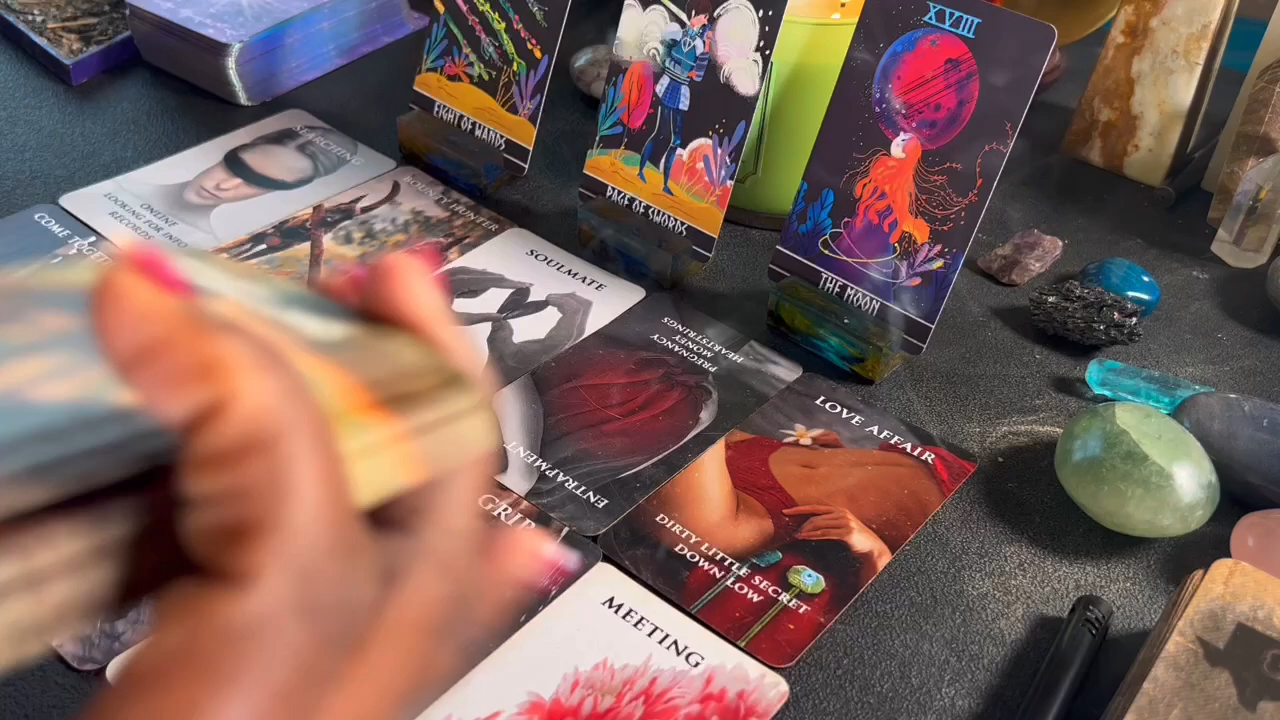 XVIII
EIGHT OF WANDS
PAGE OF SWORDS
THE MOON
SEARCHING
ONLINE
LOOKING FOR INFO
RECORDS
BOUNTY HUNTER
COME
SOULMATE
HEARTSTRINGS
MONEY
PREGNANCY
ENTRAPMENT
LOVE AFFAIR
DIRTY LITTLE SECRET
DOWN LOW
MEETING